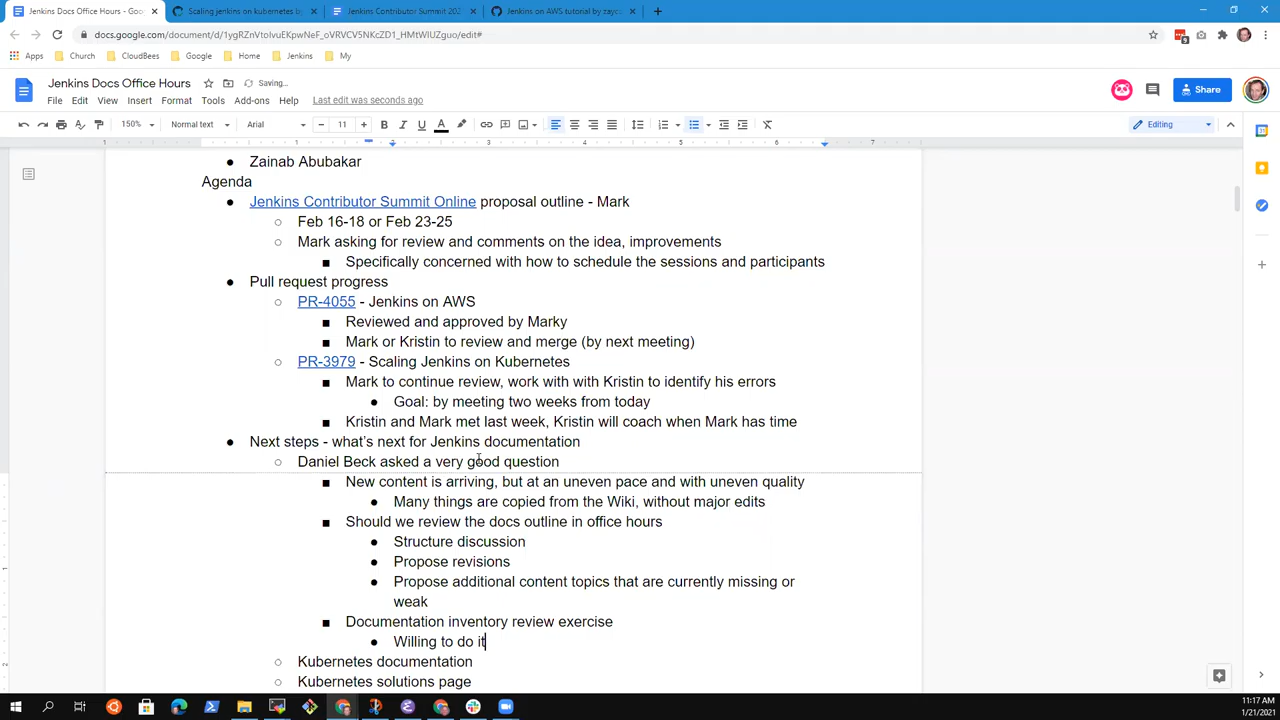 Jenkins Docs Office Hours - Goo
Scaling jenkins on kubernetes by
Jenkins Contributor Summit 202
Jenkins on AWS tutorial by zayc
docs.google.com/document/d/1ygRZnVtoIvuEKpwNeF_oVRVCV5NKcZD1_HMtWlUZguo/edit#
Apps
Church
CloudBees
Google
Home
Jenkins
My
Jenkins Docs Office Hours
Saving...
File Edit View Insert Format Tools Add-ons Help Last edit was seconds ago
Share
150% Normal text Arial 11 B I U A Editing
1 2 3 4 5 6 7
Zainab Abubakar
Agenda
Jenkins Contributor Summit Online proposal outline - Mark
Feb 16-18 or Feb 23-25
Mark asking for review and comments on the idea, improvements
Specifically concerned with how to schedule the sessions and participants
Pull request progress
PR-4055 - Jenkins on AWS
Reviewed and approved by Marky
Mark or Kristin to review and merge (by next meeting)
PR-3979 - Scaling Jenkins on Kubernetes
Mark to continue review, work with with Kristin to identify his errors
Goal: by meeting two weeks from today
Kristin and Mark met last week, Kristin will coach when Mark has time
Next steps - what's next for Jenkins documentation
Daniel Beck asked a very good question
New content is arriving, but at an uneven pace and with uneven quality
Many things are copied from the Wiki, without major edits
Should we review the docs outline in office hours
Structure discussion
Propose revisions
Propose additional content topics that are currently missing or
weak
Documentation inventory review exercise
Willing to do it
Kubernetes documentation
Kubernetes solutions page
11:17 AM
1/21/2021